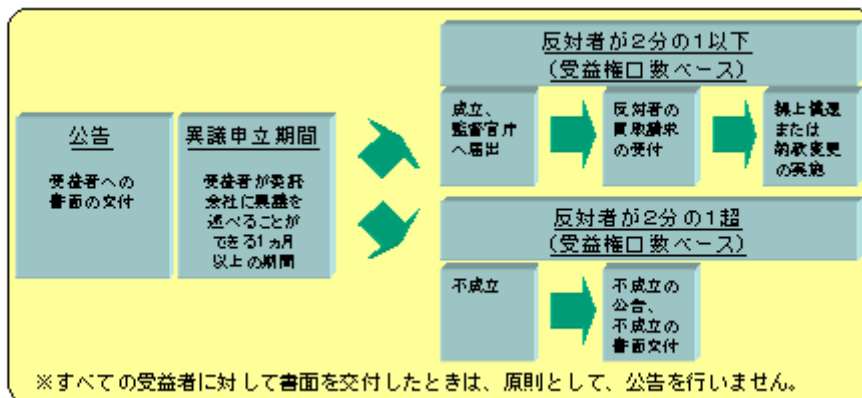 公告
受益者への
書面の交付
異議申立期間
受益者が委託
会社に異議を
述べることが
できる1ヵ月
以上の期間
反対者が2分の1以下
(受益権口数ベース)
成立、
監督官庁
へ届出
反対者の
買取請求
の受付
繰上償還
または
約款変更
の実施
反対者が2分の1超
(受益権口数ベース)
不成立
不成立の
公告、
不成立の
書面交付
※すべての受益者に対して書面を交付したときは、原則として、公告を行いません。